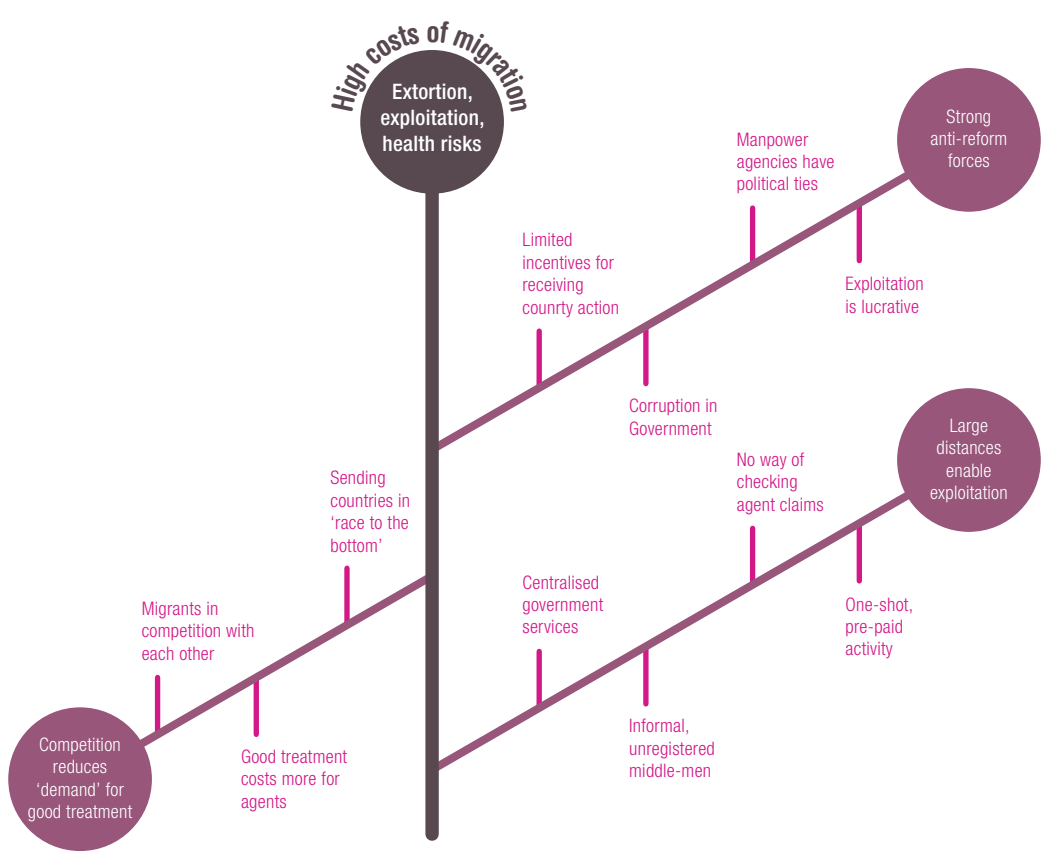 High costs of migration
Extortion,
exploitation,
health risks
Strong
anti-reform
forces
Manpower
agencies have
political ties
Exploitation
is lucrative
Limited
incentives for
receiving
counrty action
Corruption in
Government
Large
distances
enable
exploitation
No way of
checking
agent claims
One-shot,
pre-paid
activity
Centralised
government
services
Informal,
unregistered
middle-men
Sending
countries in
‘race to the
bottom’
Migrants in
competition with
each other
Good treatment
costs more for
agents
Competition
reduces
‘demand’ for
good treatment